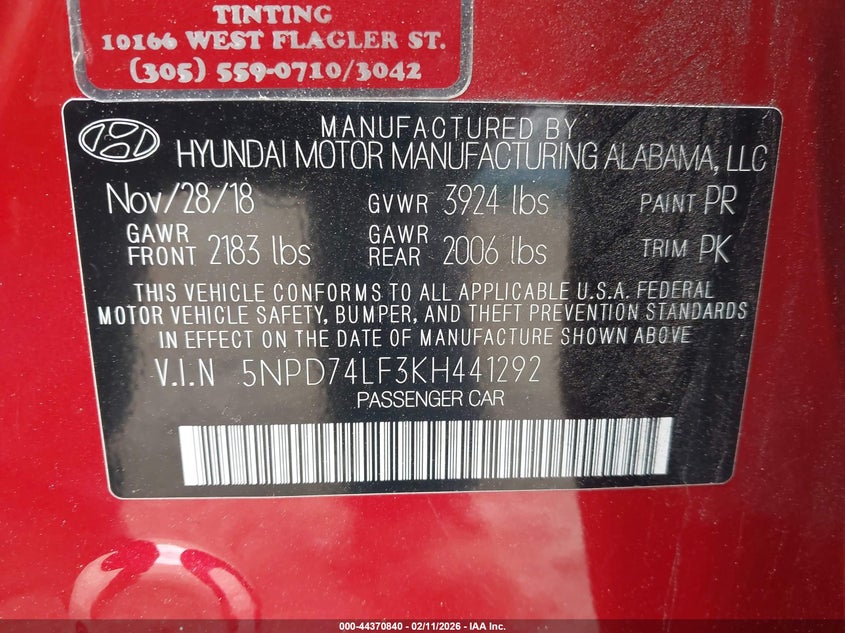 TINTING
10166 WEST FLAGLER ST.
(305) 559-0710/3042
MANUFACTURED BY
HYUNDAI MOTOR MANUFACTURING ALABAMA, LLC
Nov/28/18 GVWR 3924 lbs PAINT PR
GAWR FRONT 2183 lbs GAWR REAR 2006 lbs TRIM PK
THIS VEHICLE CONFORMS TO ALL APPLICABLE U.S.A. FEDERAL
MOTOR VEHICLE SAFETY, BUMPER, AND THEFT PREVENTION STANDARDS
IN EFFECT ON THE DATE OF MANUFACTURE SHOWN ABOVE
V.I.N 5NPD74LF3KH441292
PASSENGER CAR
000-44370840 - 02/11/2026 - IAA Inc.